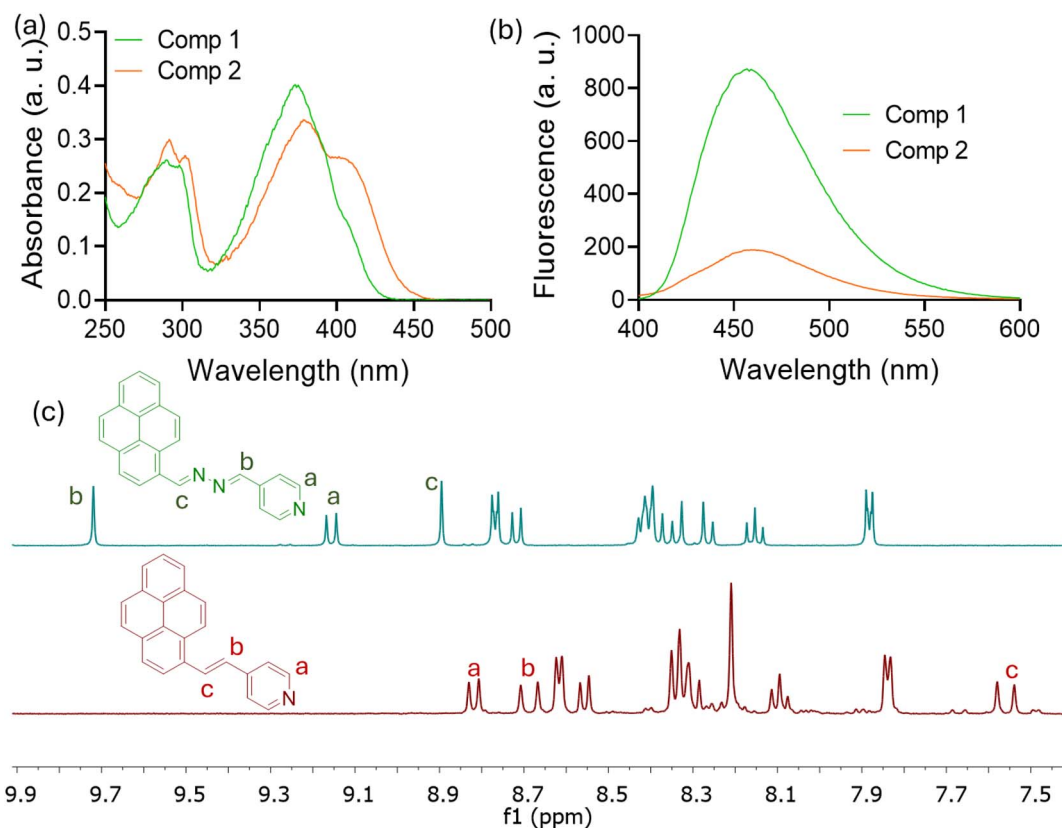 (a)
Absorbance (a. u.)
0.5
0.4
0.3
0.2
0.1
0.0
Comp 1
Comp 2
250 300 350 400 450 500
Wavelength (nm)
(b)
Fluorescence (a. u.)
1000
800
600
400
200
0
Comp 1
Comp 2
400 450 500 550 600
Wavelength (nm)
(c)
b
N
a
c
N
N
b a c
b
a
c
N
a b c
9.9 9.7 9.5 9.3 9.1 8.9 8.7 8.5 8.3 8.1 7.9 7.7 7.5
f1 (ppm)